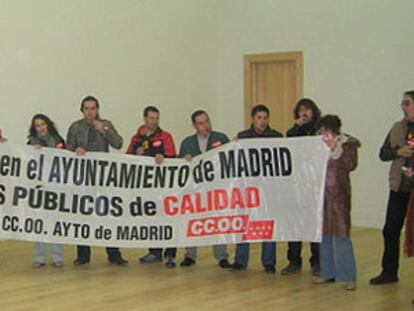 en el AYUNTAMIENTO de MADRID
S PÚBLICOS de CALIDAD
CC.OO. AYTO de MADRID CC.OO.